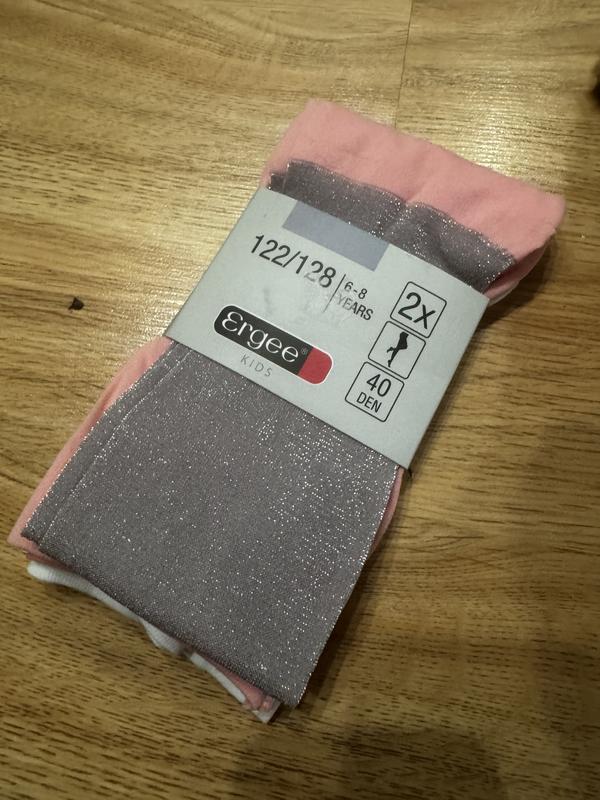 122/128 6-8 YEARS
2x
Ergee®
KIDS
40
DEN